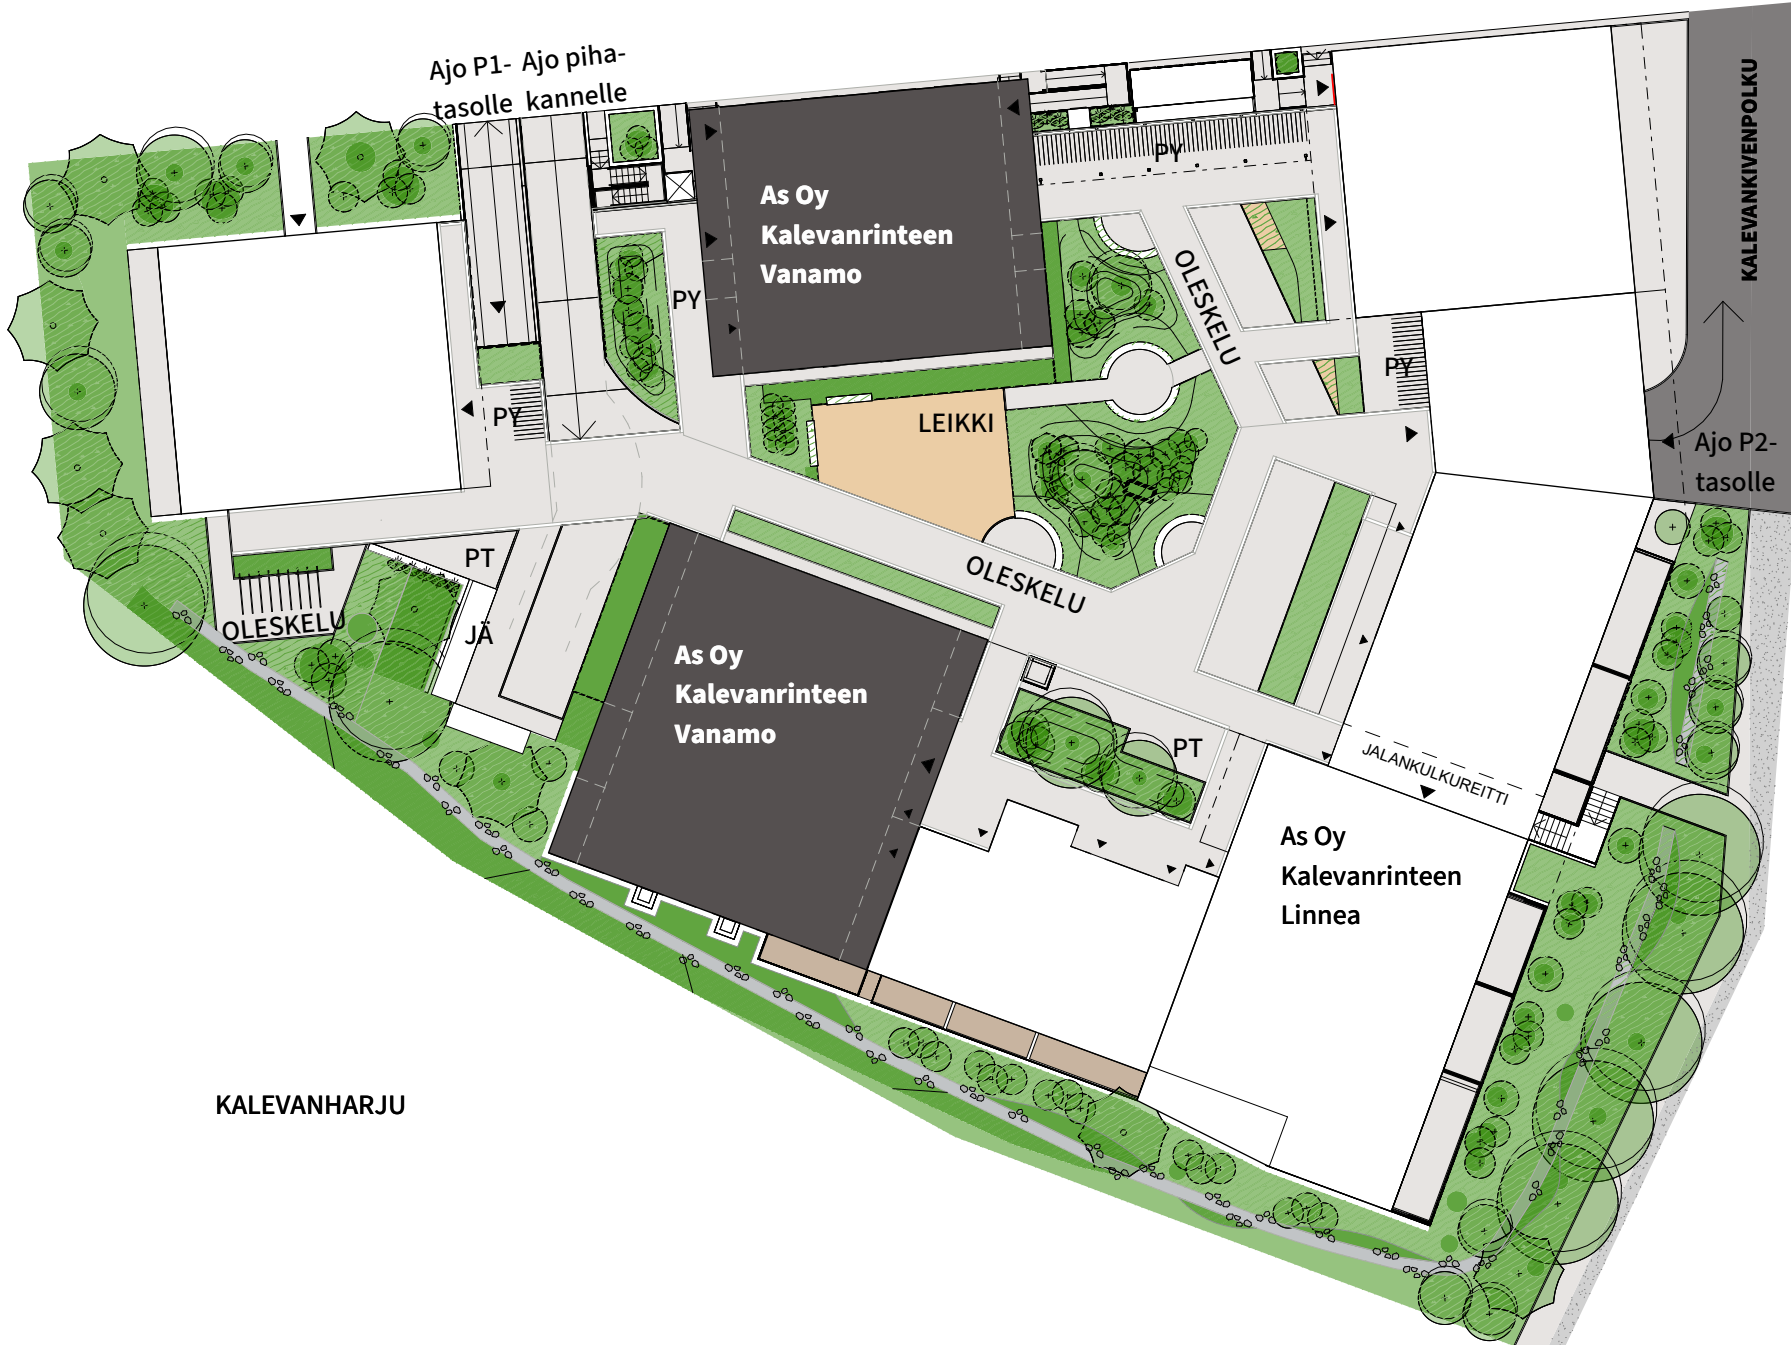 Ajo P1-
tasolle
Ajo piha-
kannelle
KALEVANKIVENPOLKU
PY
As Oy
Kalevanrinteen
Vanamo
OLESKELU
PY
PY
PY
LEIKKI
Ajo P2-
tasolle
PT
OLESKELU
OLESKELU
JÄ
As Oy
Kalevanrinteen
Vanamo
PT
JALANKULKUREITTI
As Oy
Kalevanrinteen
Linnea
KALEVANHARJU